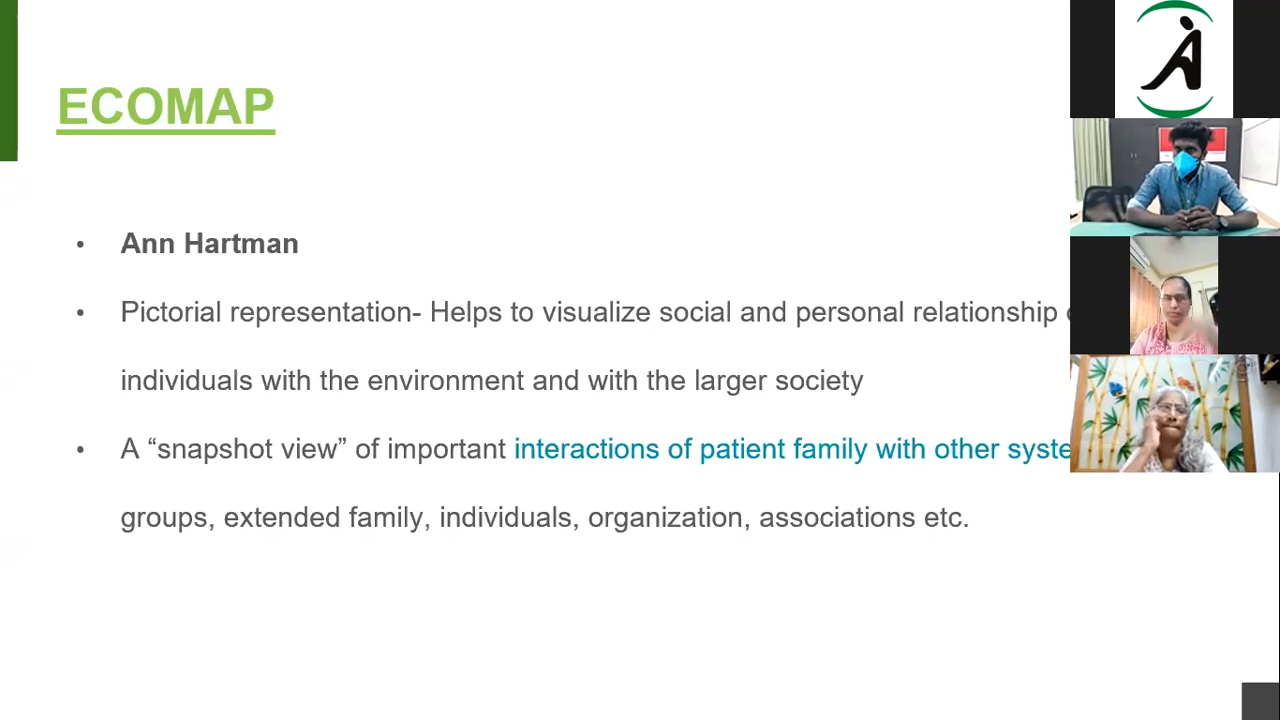 ECOMAP
• Ann Hartman
• Pictorial representation- Helps to visualize social and personal relationship
individuals with the environment and with the larger society
• A “snapshot view” of important interactions of patient family with other
groups, extended family, individuals, organization, associations etc.